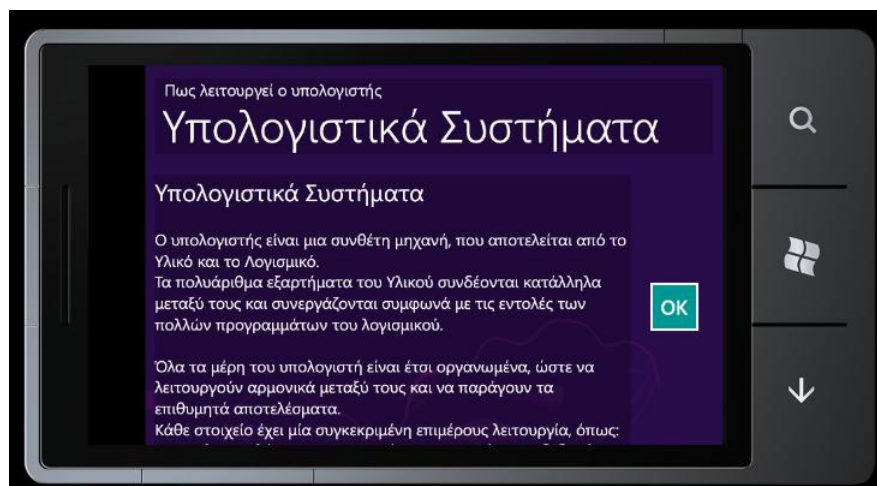 Πως λειτουργεί ο υπολογιστής
Υπολογιστικά Συστήματα
Υπολογιστικά Συστήματα
Ο υπολογιστής είναι μια συνθέτη μηχανή, που αποτελείται από το
Υλικό και το Λογισμικό.
Τα πολυάριθμα εξαρτήματα του Υλικού συνδέονται κατάλληλα
μεταξύ τους και συνεργάζονται συμφωνά με τις εντολές των
πολλών προγραμμάτων του λογισμικού.
OK
Όλα τα μέρη του υπολογιστή είναι έτσι οργανωμένα, ώστε να
λειτουργούν αρμονικά μεταξύ τους και να παράγουν τα
επιθυμητά αποτελέσματα.
Κάθε στοιχείο έχει μία συγκεκριμένη επιμέρους λειτουργία, όπως: